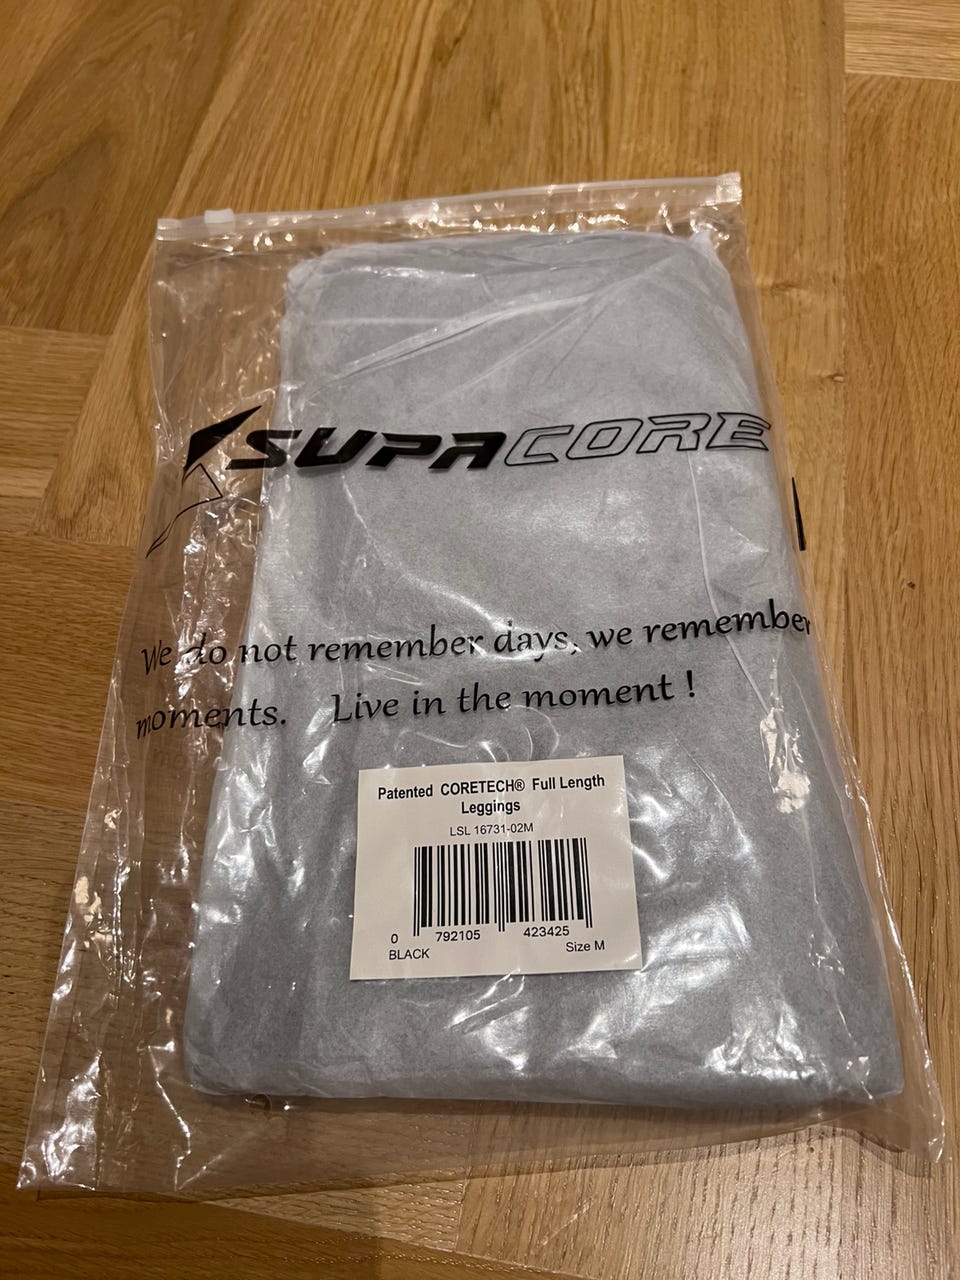 SUPACORE
We do not remember days, we remember
moments. Live in the moment !
Patented CORETECH® Full Length
Leggings
LSL 16731-02M
0 792105 423425
BLACK Size M